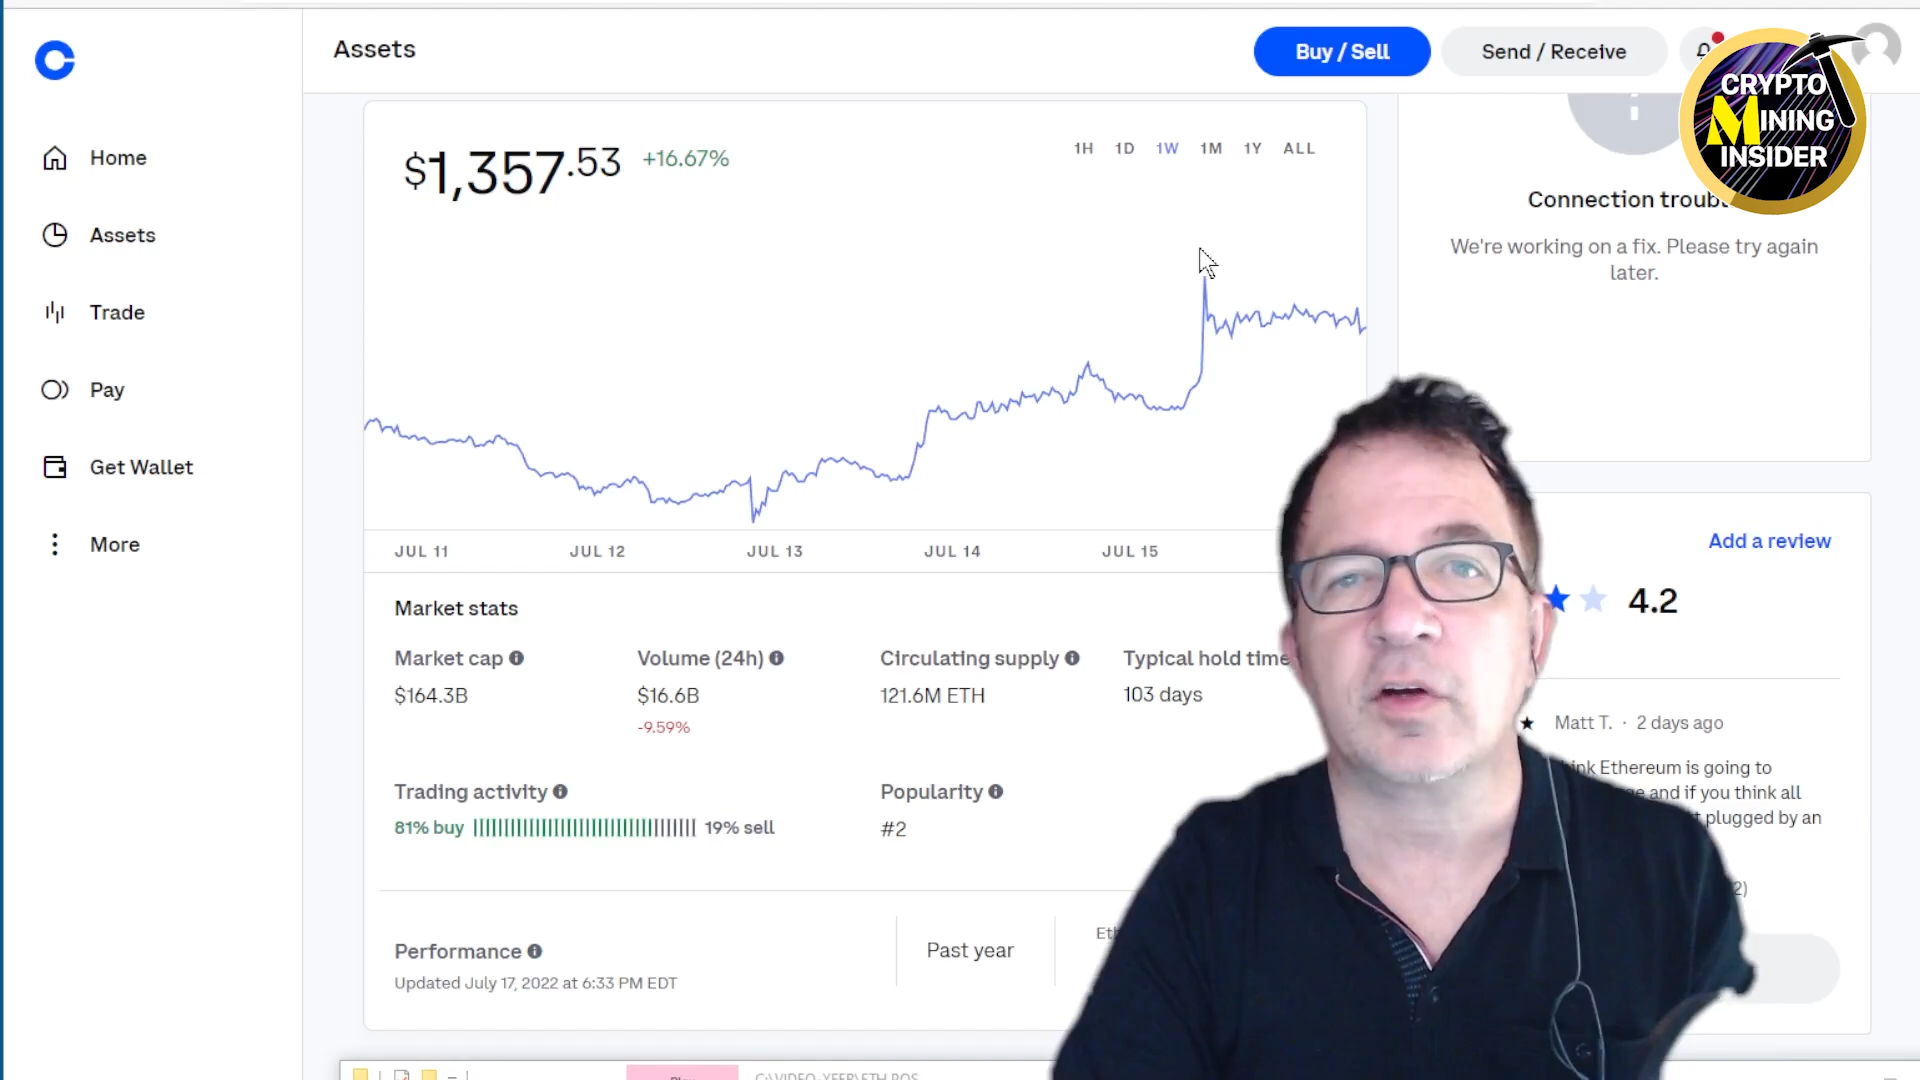 Assets
Buy / Sell
Send / Receive
CRYPTO
MINING
INSIDER
Home
Assets
Trade
Pay
Get Wallet
More
$1,357.53 +16.67%
1H 1D 1W 1M 1Y ALL
Connection
We're working on a fix. Please try again
later.
JUL 11 JUL 12 JUL 13 JUL 14 JUL 15
Market stats
Market cap
$164.3B
Volume (24h)
$16.6B
-9.59%
Circulating supply
121.6M ETH
Typical hold time
103 days
Trading activity
81% buy 19% sell
Popularity
#2
Performance
Updated July 17, 2022 at 6:33 PM EDT
Past year
Add a review
4.2
Matt T. · 2 days ago
Ethereum is going to
and if you think all
plugged by an